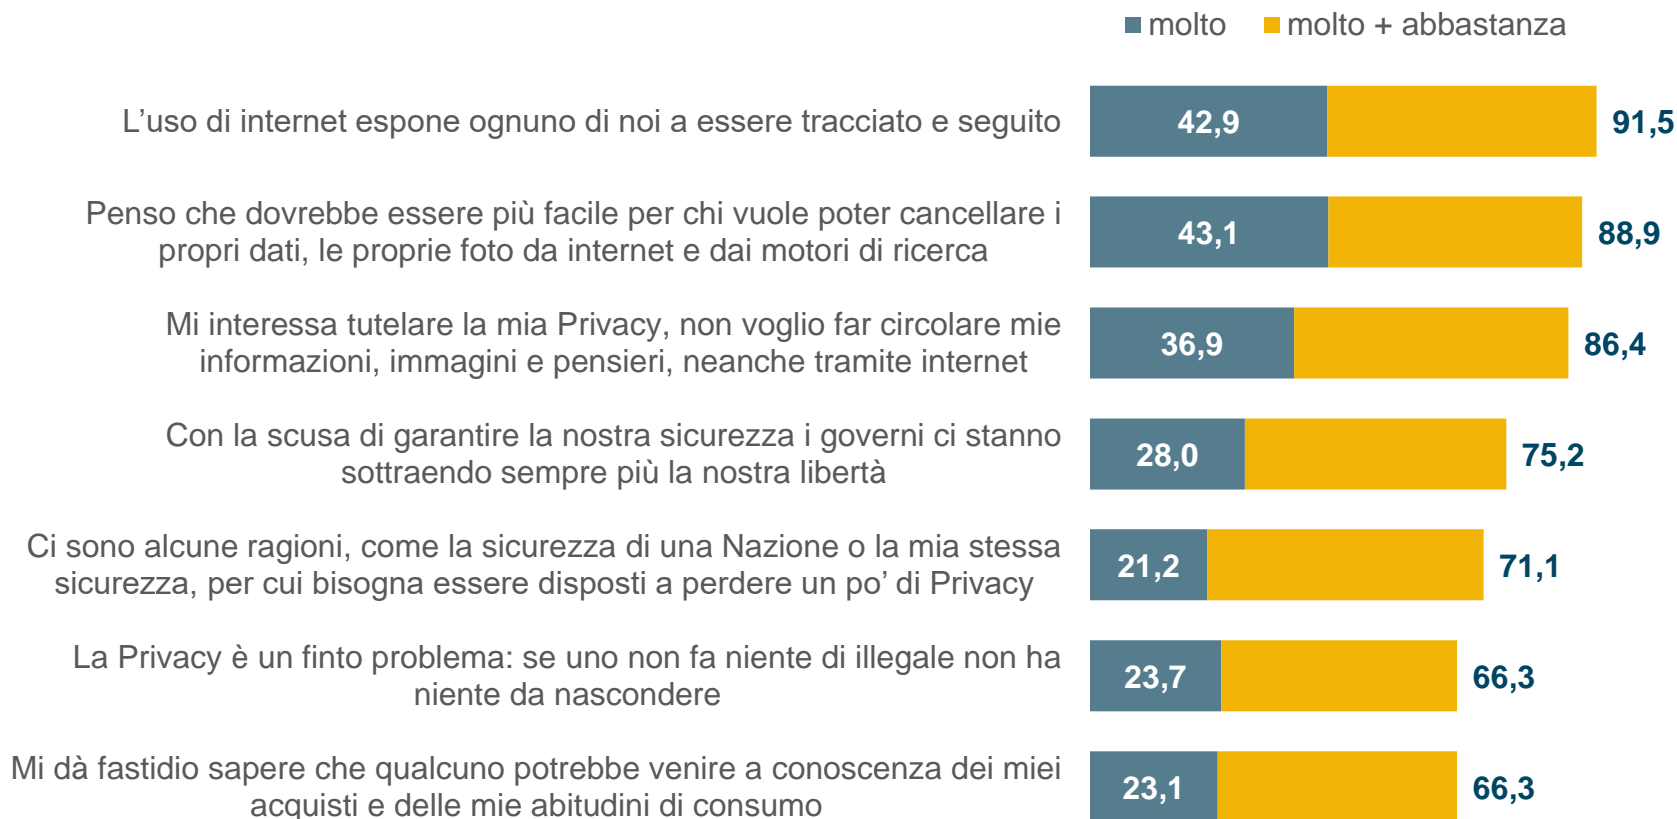 molto molto + abbastanza
L’uso di internet espone ognuno di noi a essere tracciato e seguito 42,9 91,5
Penso che dovrebbe essere più facile per chi vuole poter cancellare i
propri dati, le proprie foto da internet e dai motori di ricerca
43,1 88,9
Mi interessa tutelare la mia Privacy, non voglio far circolare mie
informazioni, immagini e pensieri, neanche tramite internet
36,9 86,4
Con la scusa di garantire la nostra sicurezza i governi ci stanno
sottraendo sempre più la nostra libertà
28,0 75,2
Ci sono alcune ragioni, come la sicurezza di una Nazione o la mia stessa
sicurezza, per cui bisogna essere disposti a perdere un po’ di Privacy
21,2 71,1
La Privacy è un finto problema: se uno non fa niente di illegale non ha
niente da nascondere
23,7 66,3
Mi dà fastidio sapere che qualcuno potrebbe venire a conoscenza dei miei
acquisti e delle mie abitudini di consumo
23,1 66,3